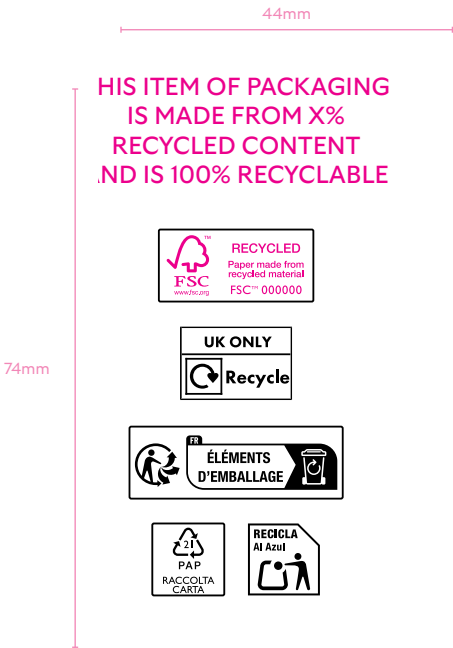 44mm
HIS ITEM OF PACKAGING
IS MADE FROM X%
RECYCLED CONTENT
ND IS 100% RECYCLABLE
74mm
TM
FSC
www.fsc.org
RECYCLED
Paper made from
recycled material
FSC™ 000000
UK ONLY
Recycle
FR
ÉLÉMENTS
D'EMBALLAGE
21
PAP
RACCOLTA
CARTA
RECICLA
Al Azul